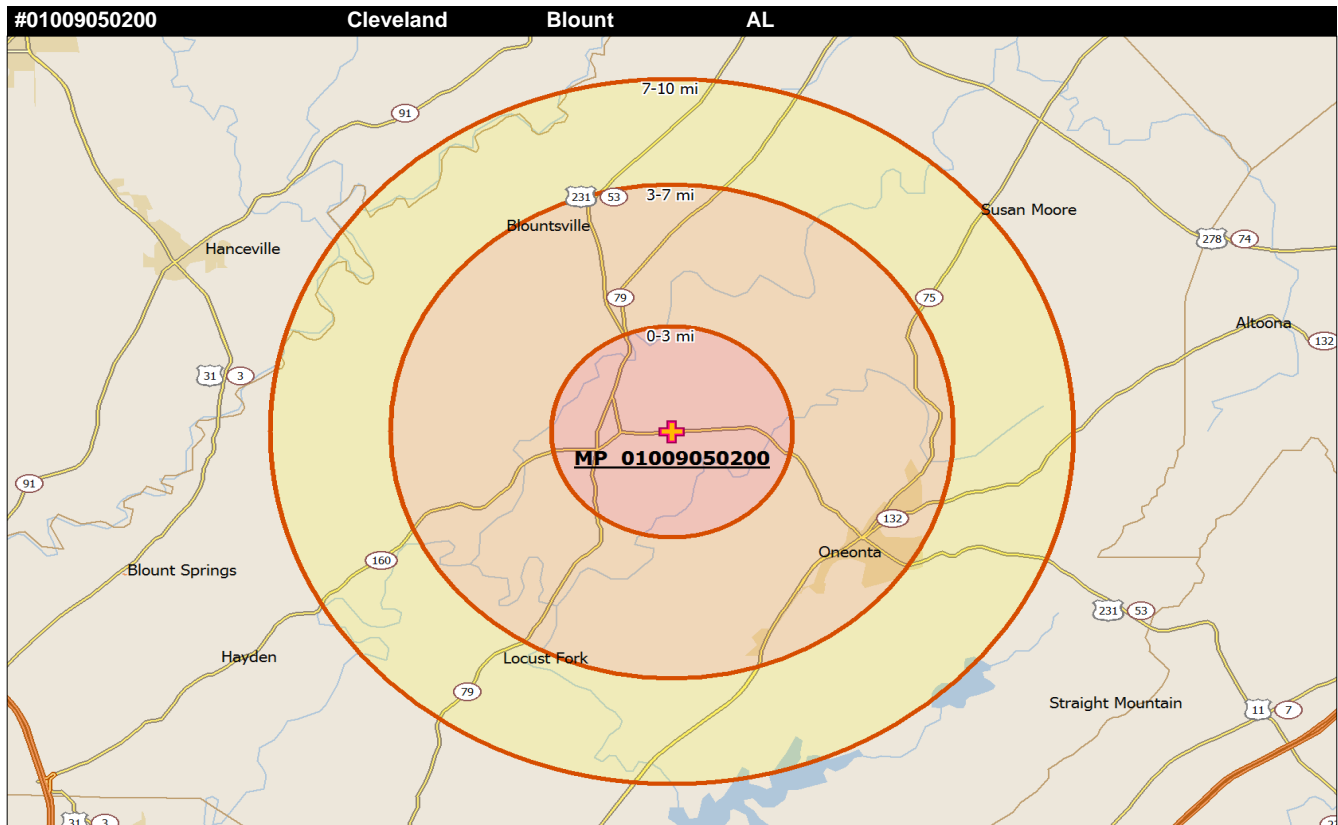 #01009050200 Cleveland Blount AL
7-10 mi
91
231 53 3-7 mi
Susan Moore
Blountsville
Hanceville
278 74
79
75
0-3 mi
Altoona
132
31 3
MP 01009050200
91
132
Oneonta
160
Blount Springs
231 53
Hayden
Locust Fork
79
Straight Mountain
11 7
31 3